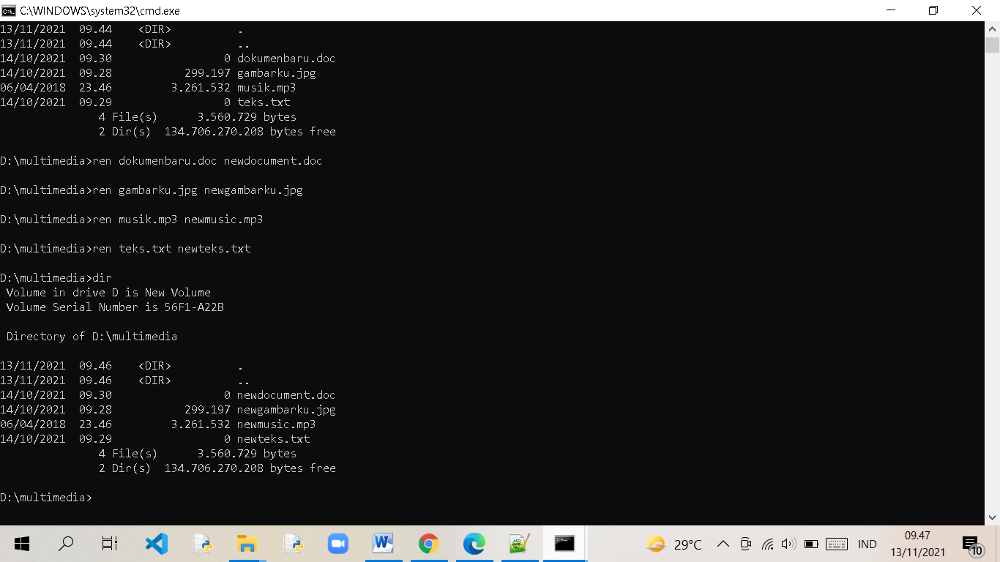 C:\WINDOWS\system32\cmd.exe
13/11/2021  09.44    <DIR>          .
13/11/2021  09.44    <DIR>          ..
14/10/2021  09.30                 0 dokumenbaru.doc
14/10/2021  09.28           299.197 gambarku.jpg
06/04/2018  23.46         3.261.532 musik.mp3
14/10/2021  09.29                 0 teks.txt
               4 File(s)      3.560.729 bytes
               2 Dir(s)  134.706.270.208 bytes free
D:\multimedia>ren dokumenbaru.doc newdocument.doc
D:\multimedia>ren gambarku.jpg newgambarku.jpg
D:\multimedia>ren musik.mp3 newmusic.mp3
D:\multimedia>ren teks.txt newteks.txt
D:\multimedia>dir
 Volume in drive D is New Volume
 Volume Serial Number is 56F1-A22B
 Directory of D:\multimedia
13/11/2021  09.46    <DIR>          .
13/11/2021  09.46    <DIR>          ..
14/10/2021  09.30                 0 newdocument.doc
14/10/2021  09.28           299.197 newgambarku.jpg
06/04/2018  23.46         3.261.532 newmusic.mp3
14/10/2021  09.29                 0 newteks.txt
               4 File(s)      3.560.729 bytes
               2 Dir(s)  134.706.270.208 bytes free
D:\multimedia>
29°C
IND
09.47
13/11/2021
10